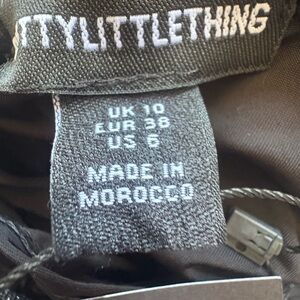 TTYLITTLETHING
UK 10
EUR 38
US 6
MADE IN
MOROCCO